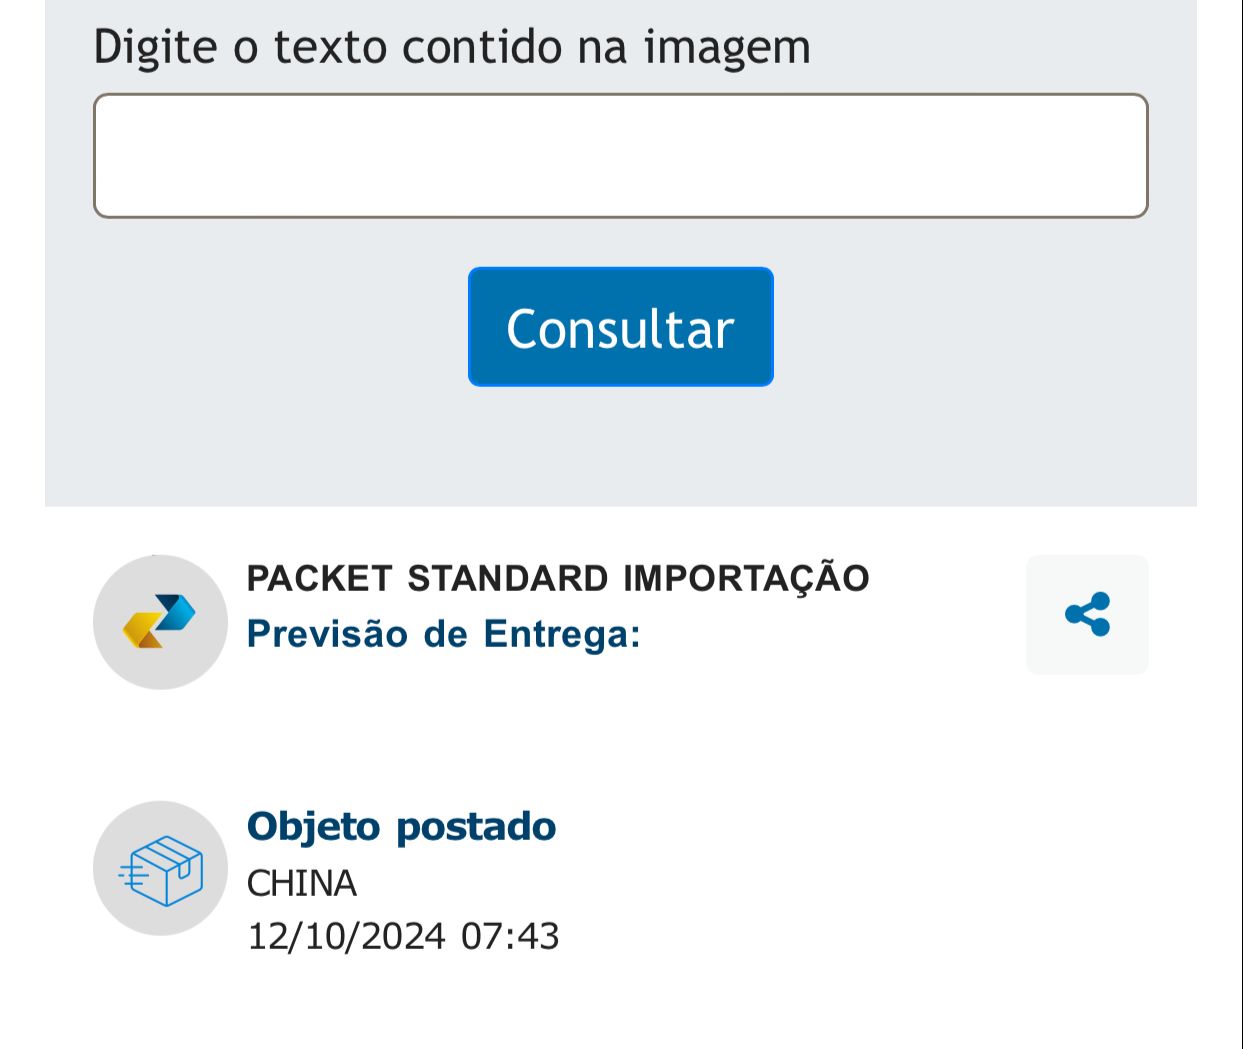 Digite o texto contido na imagem
Consultar
PACKET STANDARD IMPORTAÇÃO
Previsão de Entrega:
Objeto postado
CHINA
12/10/2024 07:43